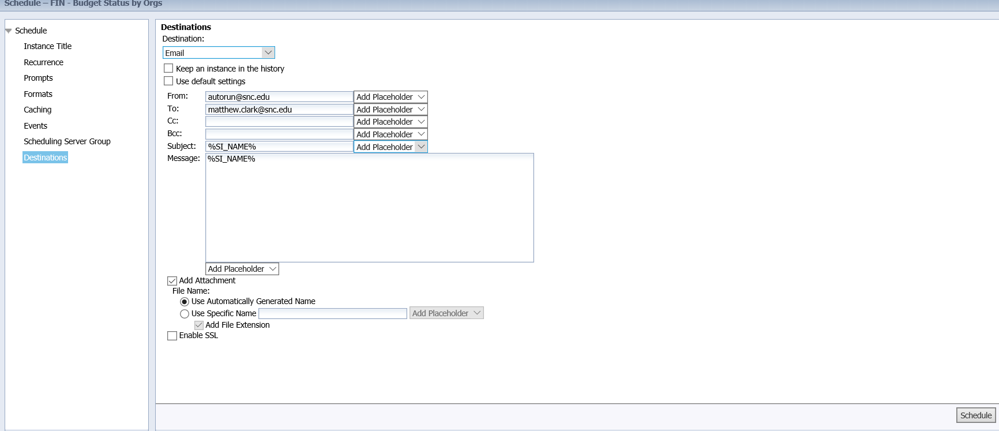 Schedule – FIN - Budget Status by Orgs
Schedule
Instance Title
Recurrence
Prompts
Formats
Caching
Events
Scheduling Server Group
Destinations
Destinations
Destination:
Email
Keep an instance in the history
Use default settings
From: autorun@snc.edu Add Placeholder
To: matthew.clark@snc.edu Add Placeholder
Cc: Add Placeholder
Bcc: Add Placeholder
Subject: %SI_NAME% Add Placeholder
Message: %SI_NAME%
Add Placeholder
Add Attachment
File Name:
Use Automatically Generated Name
Use Specific Name Add Placeholder
Add File Extension
Enable SSL
Schedule